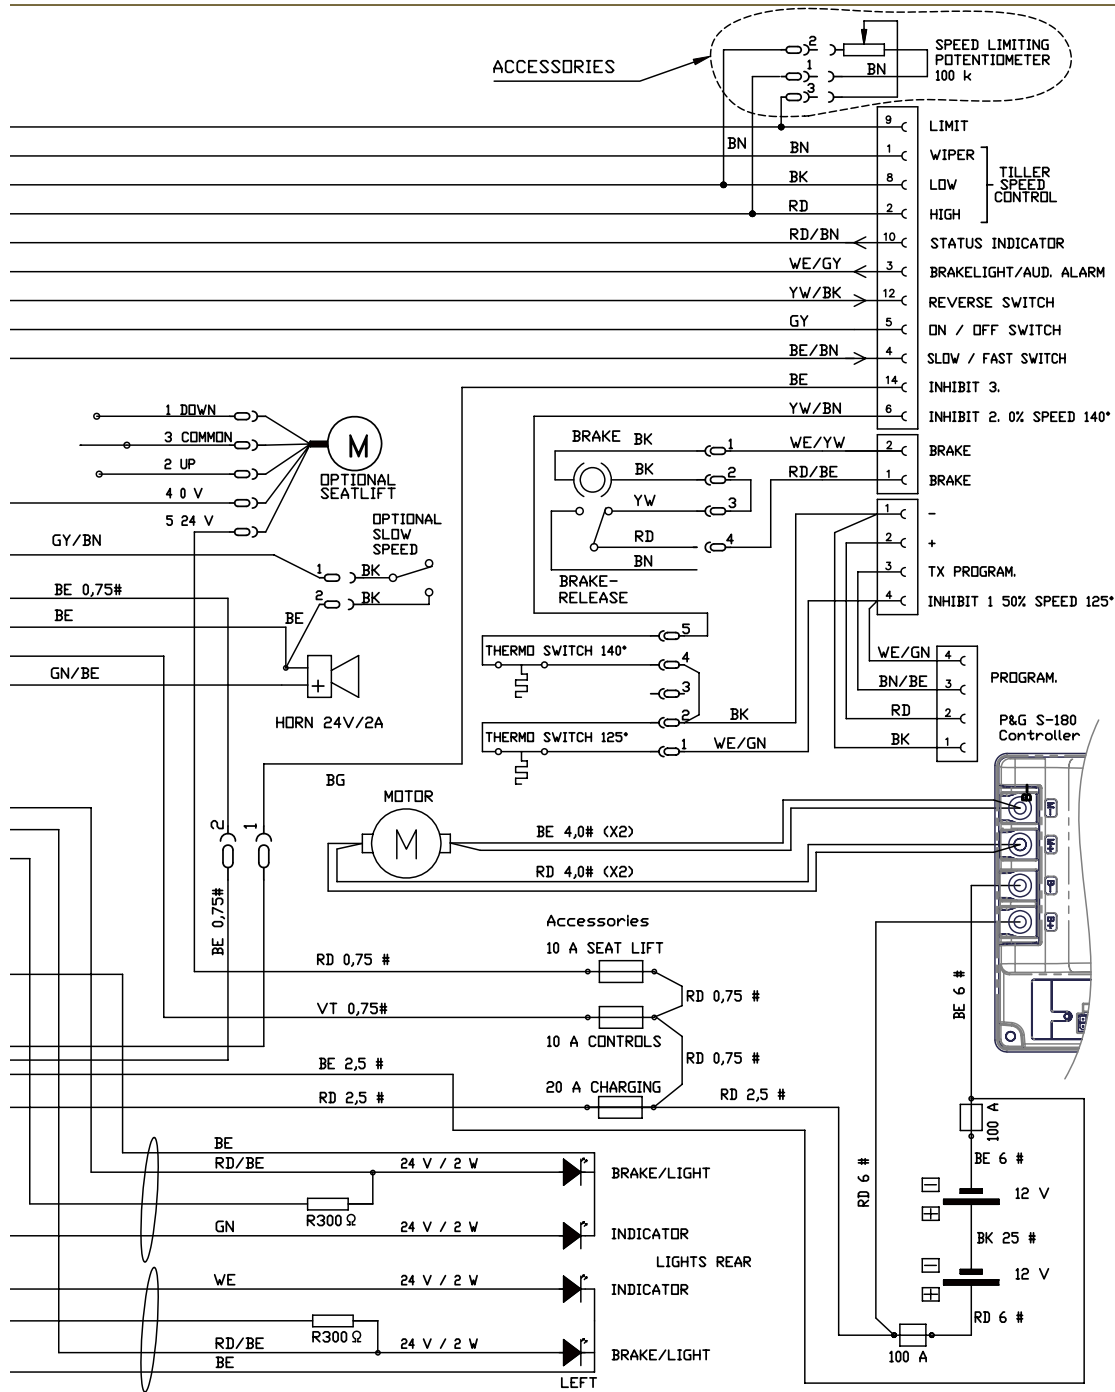 ACCESSORIES
2
1
BN
3
SPEED LIMITING
POTENTIOMETER
100 k
BN
9 LIMIT
BN 1 WIPER
BK 8 LOW
RD 2 HIGH
TILLER
SPEED
CONTROL
RD/BN 10 STATUS INDICATOR
WE/GY 3 BRAKELIGHT/AUD. ALARM
YW/BK 12 REVERSE SWITCH
GY 5 ON / OFF SWITCH
BE/BN 4 SLOW / FAST SWITCH
BE 14 INHIBIT 3.
YW/BN 6 INHIBIT 2. 0% SPEED 140°
1 DOWN
3 COMMON
2 UP
4 0 V
5 24 V
M
OPTIONAL
SEATLIFT
BRAKE BK 1 WE/YW 2 BRAKE
BK 2 RD/BE 1 BRAKE
YW 3
RD 4
BN
BRAKE-
RELEASE
1 -
2 +
3 TX PROGRAM.
4 INHIBIT 1 50% SPEED 125°
GY/BN
OPTIONAL
SLOW
SPEED
1 BK
2 BK
BE 0,75#
BE
BE
GN/BE
+
HORN 24V/2A
5
THERMO SWITCH 140°
4
3
2 BK
THERMO SWITCH 125°
1 WE/GN
WE/GN 4
BN/BE 3
RD 2
BK 1
PROGRAM.
P&G S-180
Controller
BG
MOTOR
M
BE 4,0# (X2)
RD 4,0# (X2)
M-
M+
B-
B+
2
1
BE 0,75#
Accessories
10 A SEAT LIFT
RD 0,75 #
RD 0,75 #
VT 0,75#
10 A CONTROLS
BE 2,5 #
RD 0,75 #
20 A CHARGING
RD 2,5 #
RD 2,5 #
BE 6 #
100 A
BE 6 #
RD 6 #
-
+
12 V
BK 25 #
-
+
12 V
RD 6 #
100 A
BE
RD/BE 24 V / 2 W BRAKE/LIGHT
R300 Ω
GN 24 V / 2 W INDICATOR
LIGHTS REAR
WE 24 V / 2 W INDICATOR
R300 Ω
RD/BE 24 V / 2 W BRAKE/LIGHT
BE
LEFT